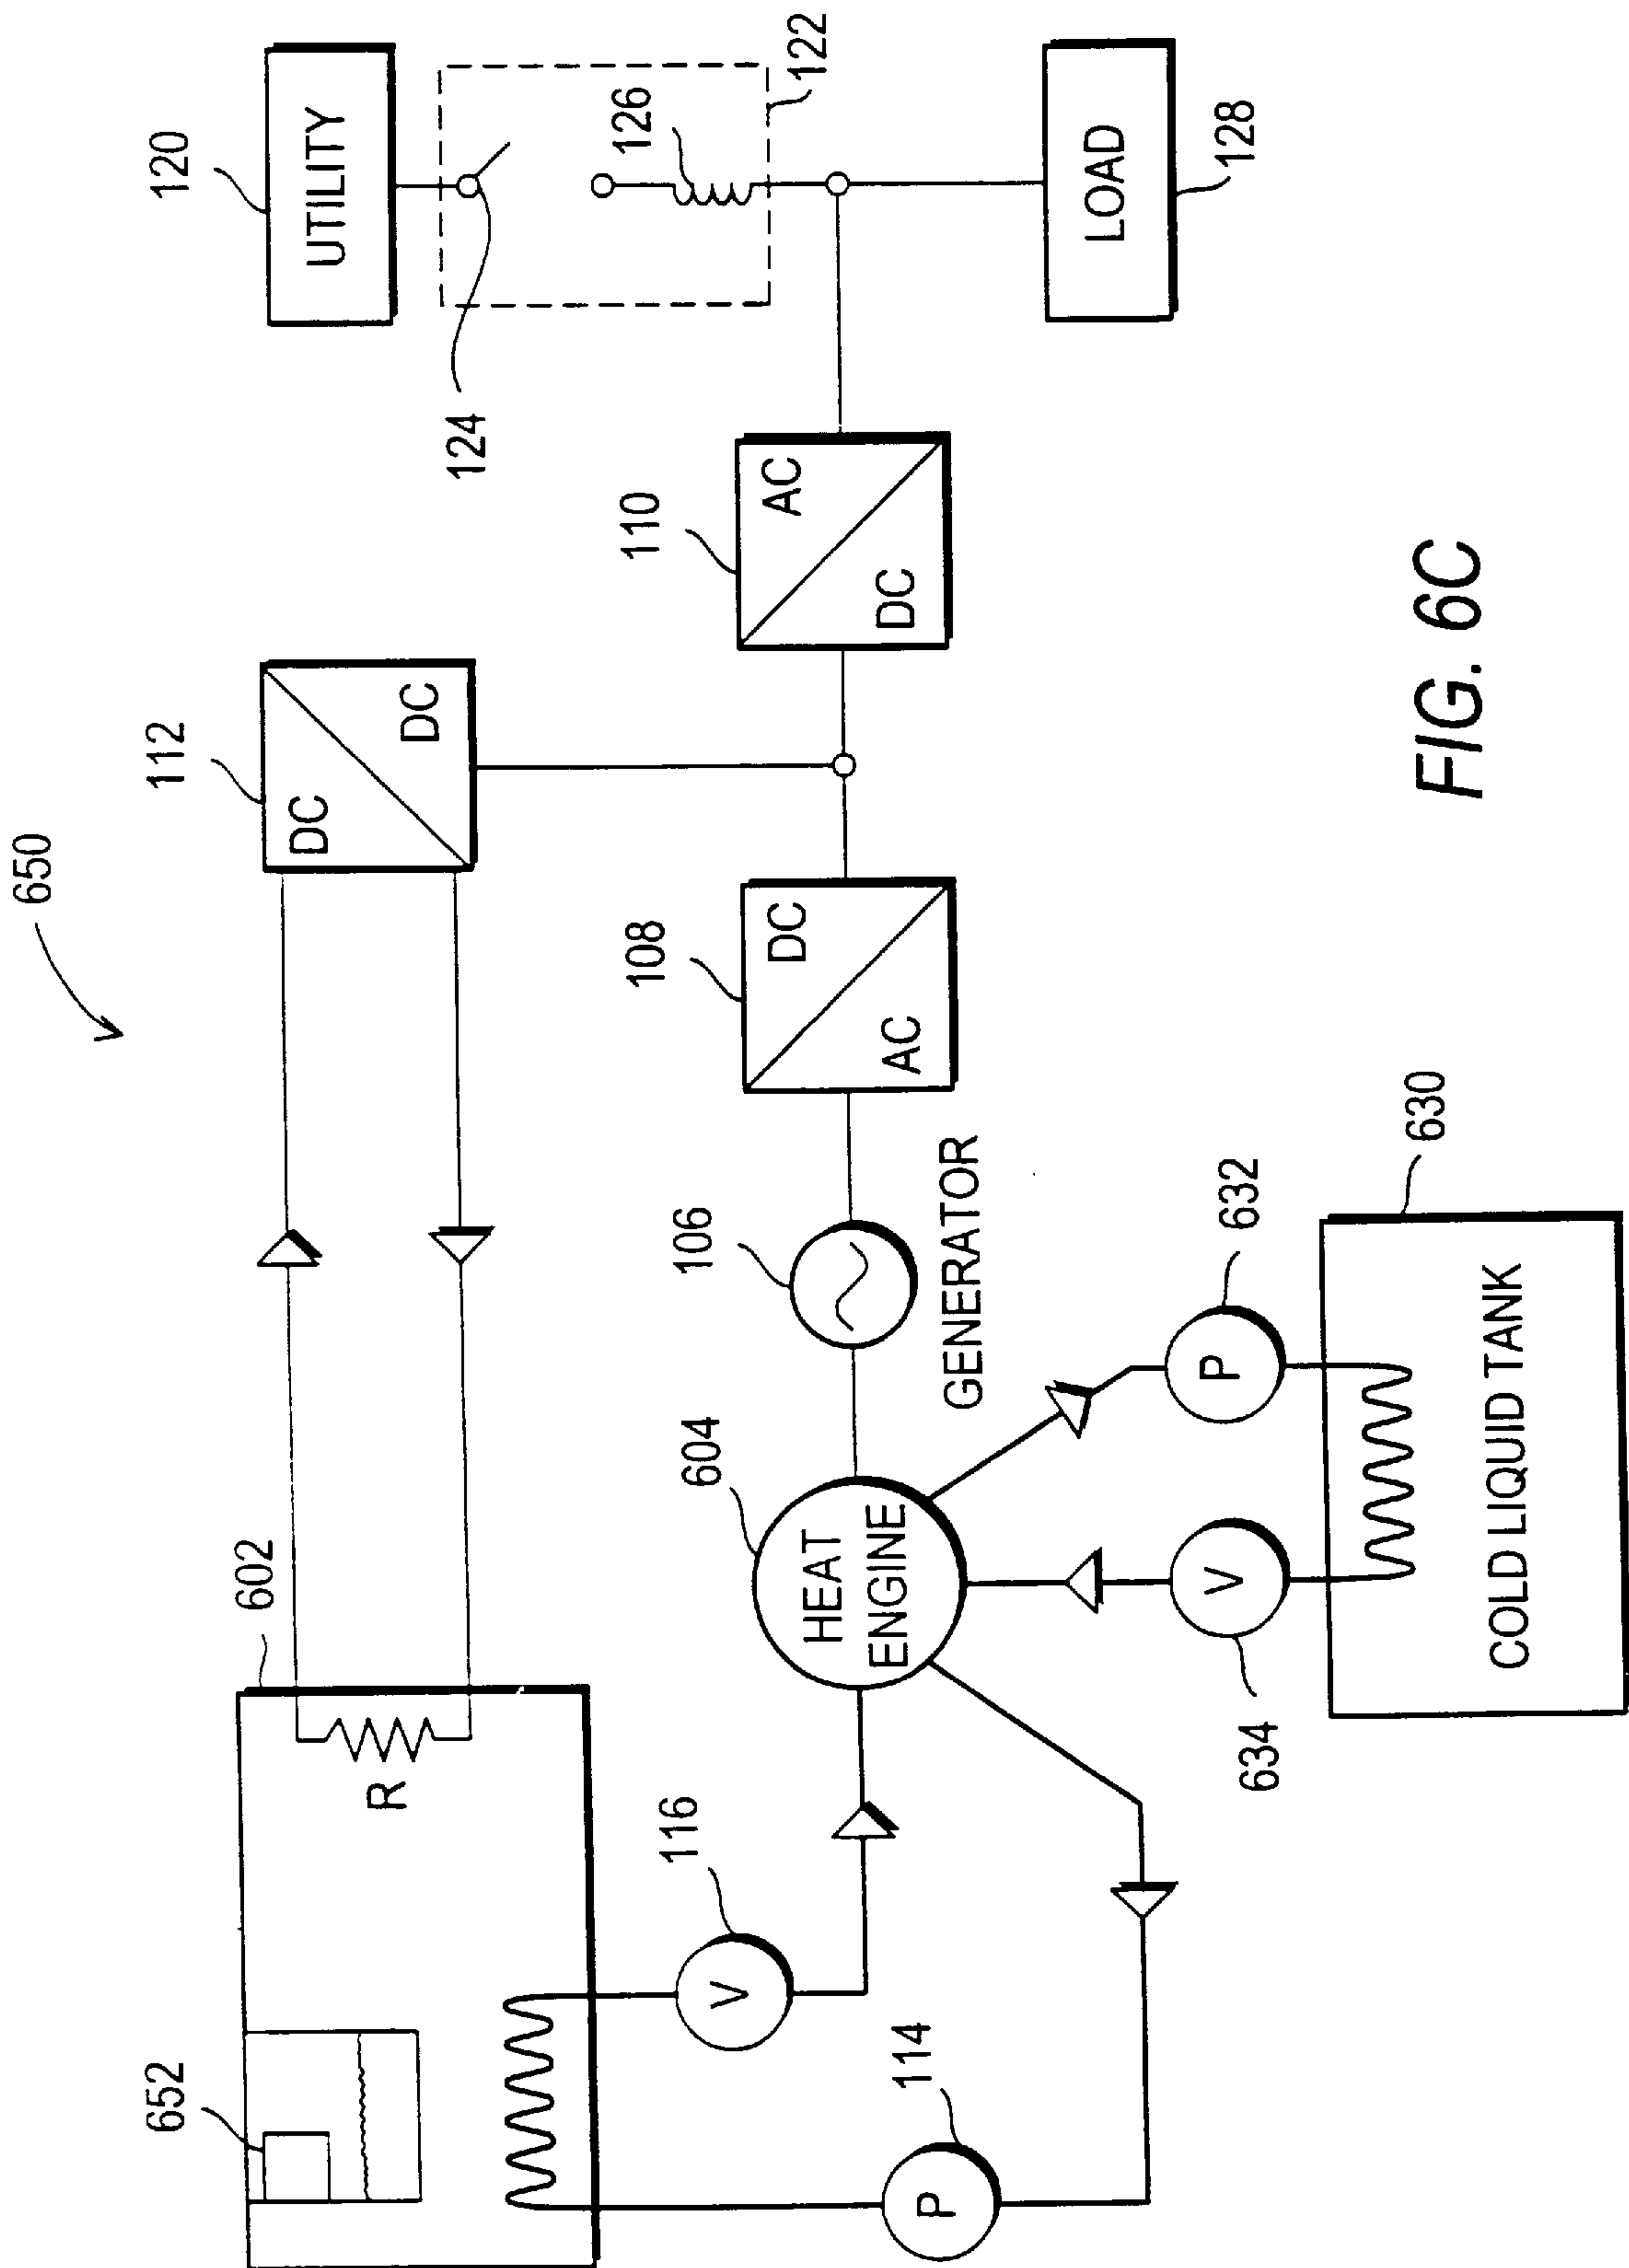 650
652
602
R
112
DC
DC
120
UTILITY
124
126
122
116
V
114
P
604
HEAT
ENGINE
106
GENERATOR
108
AC
DC
110
DC
AC
LOAD
128
634
V
632
P
630
COLD LIQUID TANK
FIG. 6C